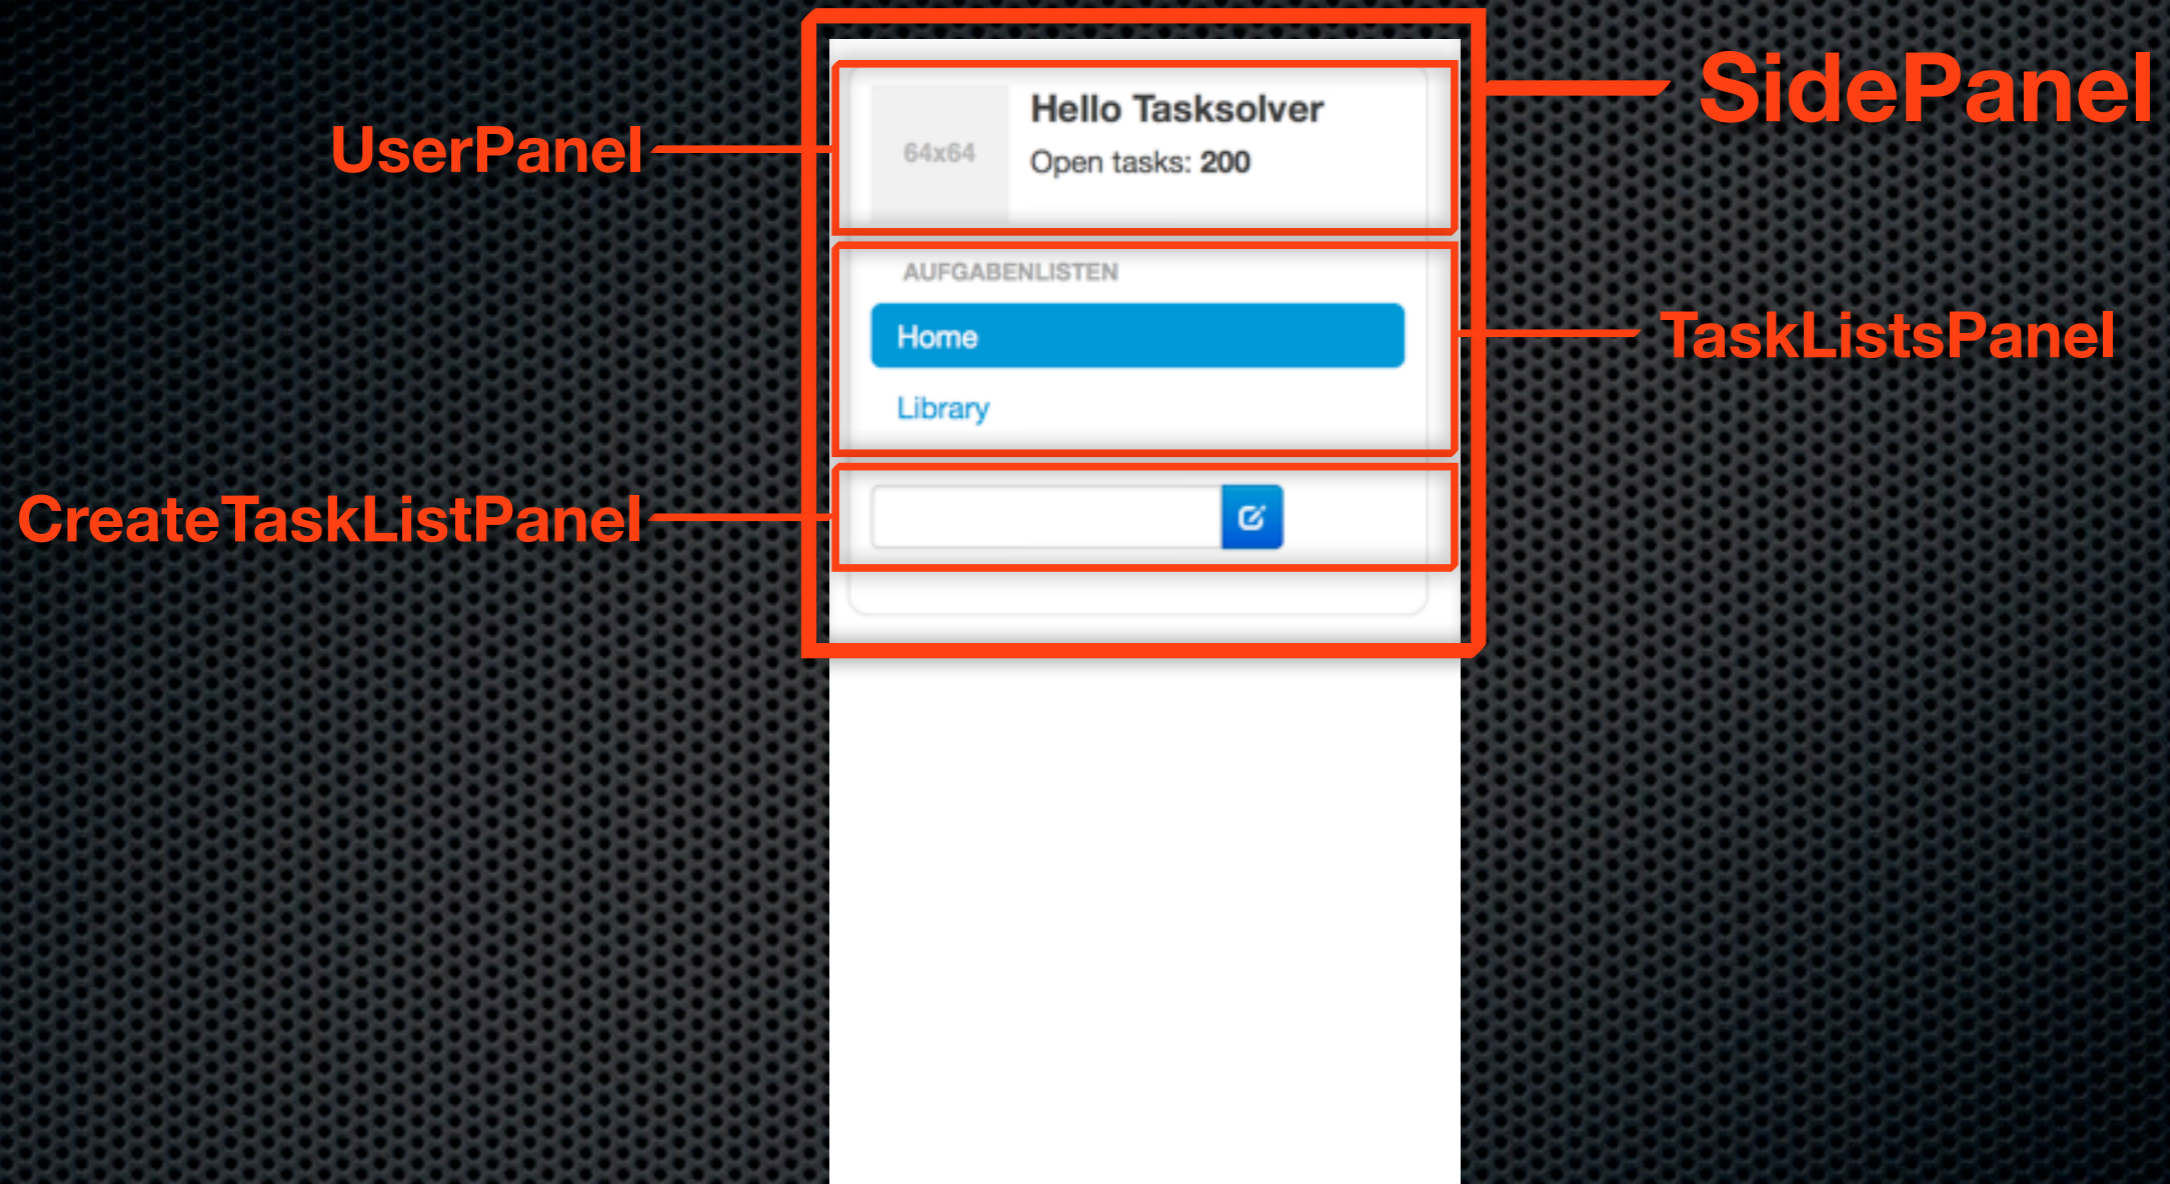 SidePanel
UserPanel
64x64
Hello Tasksolver
Open tasks: 200
AUFGABENLISTEN
Home
TaskListsPanel
Library
CreateTaskListPanel